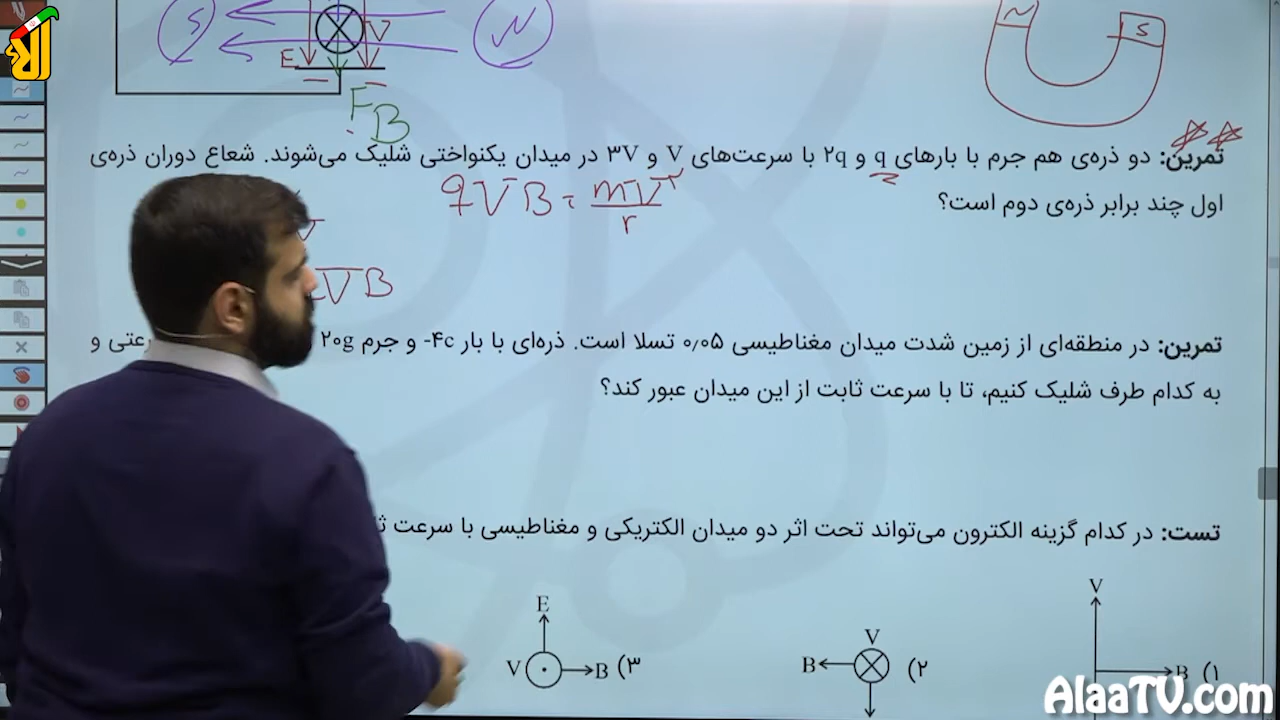 S
E
V
N
F
B
N
S
تمرین: دو ذره‌ی هم جرم با بارهای q و ۲q با سرعت‌های V و ۳V در میدان یکنواختی شلیک می‌شوند. شعاع دوران ذره‌ی
اول چند برابر ذره‌ی دوم است؟
qVB = mV²
r
VB
تمرین: در منطقه‌ای از زمین شدت میدان مغناطیسی ۰٫۰۵ تسلا است. ذره‌ای با بار ۴c- و جرم ۲۰g
به کدام طرف شلیک کنیم، تا با سرعت ثابت از این میدان عبور کند؟
تست: در کدام گزینه الکترون می‌تواند تحت اثر دو میدان الکتریکی و مغناطیسی با سرعت
V
B
(۱
V
B
(۲
E
V
B
(۳
AlaaTV.com